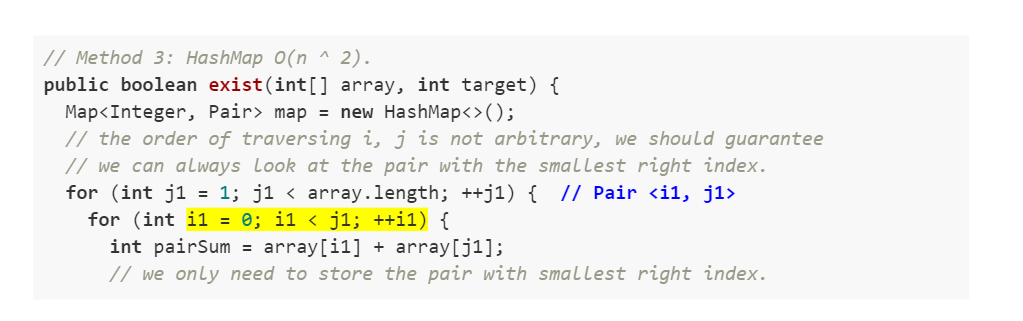 // Method 3: HashMap O(n ^ 2).
public boolean exist(int[] array, int target) {
Map<Integer, Pair> map = new HashMap<>();
// the order of traversing i, j is not arbitrary, we should guarantee
// we can always look at the pair with the smallest right index.
for (int j1 = 1; j1 < array.length; ++j1) {  // Pair <i1, j1>
for (int i1 = 0; i1 < j1; ++i1) {
int pairSum = array[i1] + array[j1];
// we only need to store the pair with smallest right index.